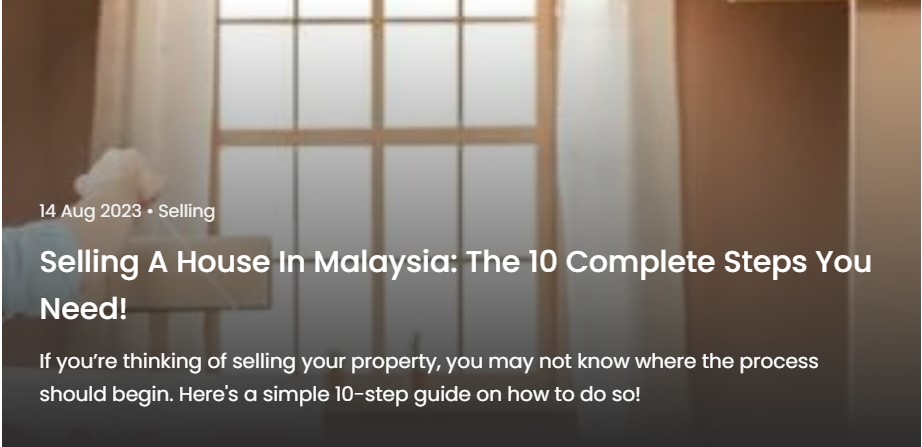 14 Aug 2023 • Selling
Selling A House In Malaysia: The 10 Complete Steps You
Need!
If you’re thinking of selling your property, you may not know where the process
should begin. Here's a simple 10-step guide on how to do so!